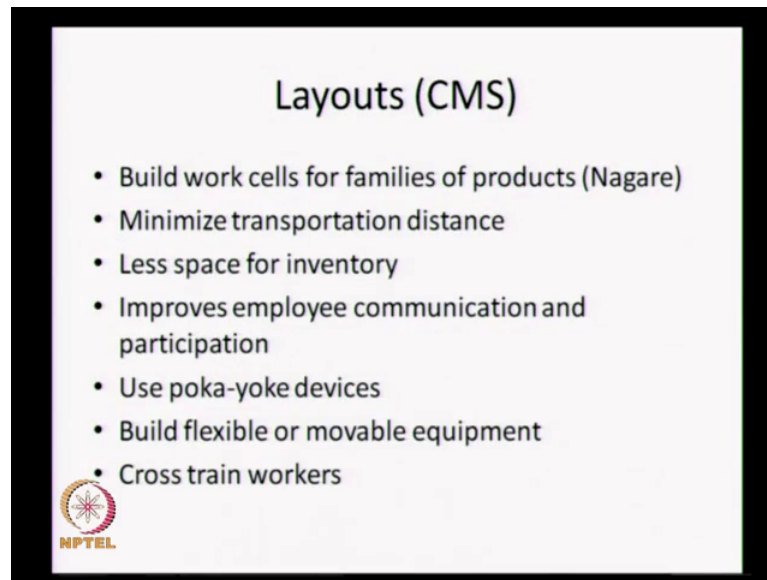 Layouts (CMS)
• Build work cells for families of products (Nagare)
• Minimize transportation distance
• Less space for inventory
• Improves employee communication and
participation
• Use poka-yoke devices
• Build flexible or movable equipment
• Cross train workers
NPTEL